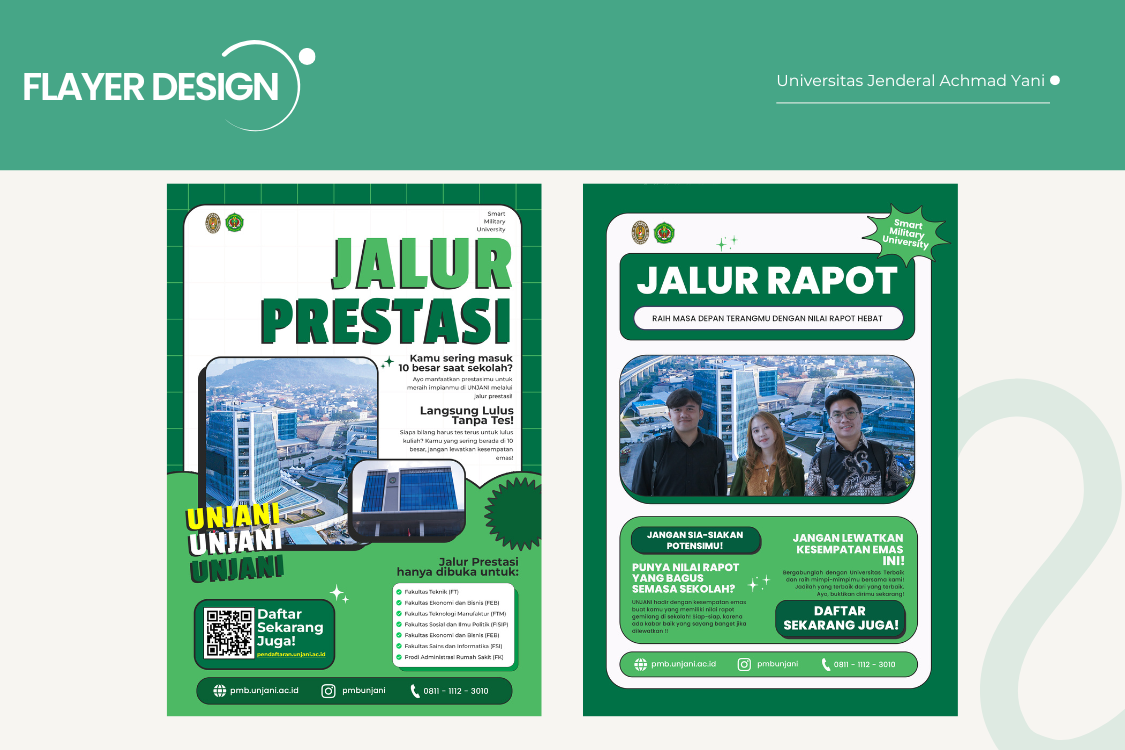 FLAYER DESIGN
Universitas Jenderal Achmad Yani
Smart
Military
University
JALUR
PRESTASI
Kamu sering masuk
10 besar saat sekolah?
Ayo manfaatkan prestasimu untuk
meraih impianmu di UNJANI melalui
jalur prestasi!
Langsung Lulus
Tanpa Tes!
Siapa bilang harus tes terus untuk lulus
kuliah? Kamu yang sering berada di 10
besar, jangan lewatkan kesempatan
emas!
UNJANI
UNJANI
UNJANI
Daftar
Sekarang
Juga!
pendaftaran.unjani.ac.id
Jalur Prestasi
hanya dibuka untuk:
Fakultas Teknik (FT)
Fakultas Ekonomi dan Bisnis (FEB)
Fakultas Teknologi Manufaktur (FTM)
Fakultas Sosial dan Ilmu Politik (FISIP)
Fakultas Ekonomi dan Bisnis (FEB)
Fakultas Sains dan Informatika (FSI)
Prodi Administrasi Rumah Sakit (FK)
pmb.unjani.ac.id
pmbunjani
0811 - 1112 - 3010
Smart
Military
University
JALUR RAPOT
RAIH MASA DEPAN TERANGMU DENGAN NILAI RAPOT HEBAT
JANGAN SIA-SIAKAN
POTENSIMU!
PUNYA NILAI RAPOT
YANG BAGUS
SEMASA SEKOLAH?
UNJANI hadir dengan kesempatan emas
buat kamu yang memiliki nilai rapot
gemilang di sekolah! Siap-siap, karena
ada kabar baik yang sayang bangat jika
dilewatkan !!
JANGAN LEWATKAN
KESEMPATAN EMAS
INI!
Bergabunglah dengan Universitas Terbaik
dan raih mimpi-mimpimu bersama kami!
Jadilah yang terbaik dari yang terbaik.
Ayo, buktikan dirimu sekarang!
DAFTAR
SEKARANG JUGA!
pmb.unjani.ac.id
pmbunjani
0811 - 1112 - 3010